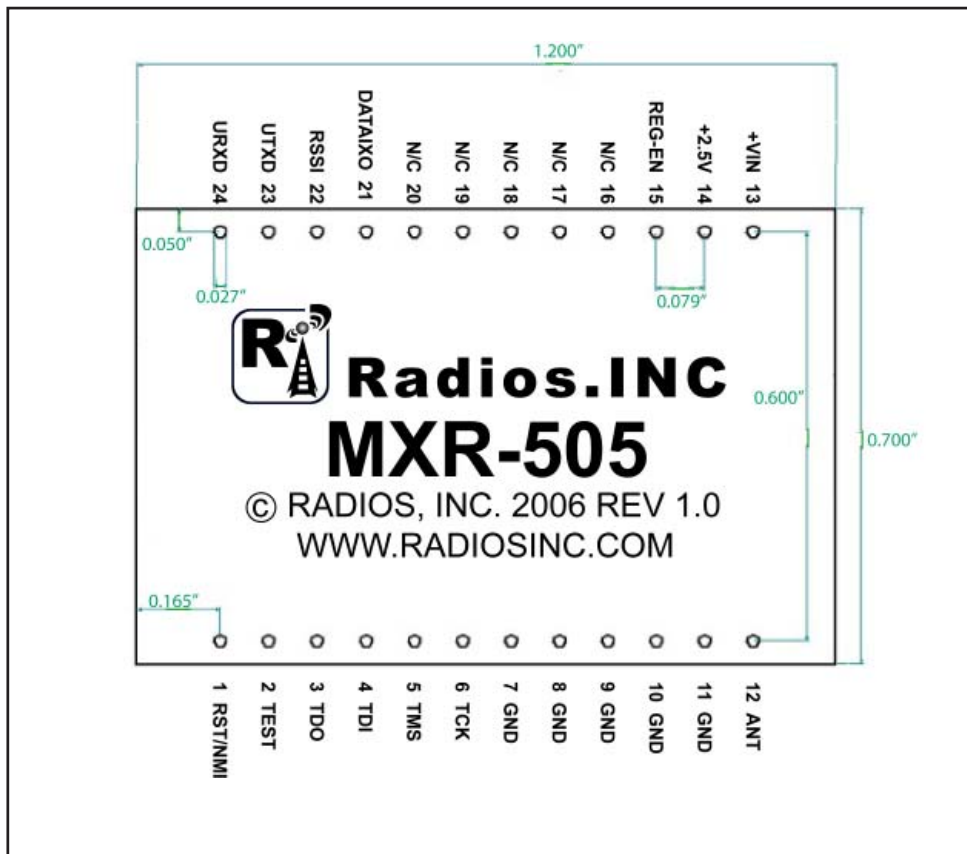 1.200"
URXD 24
UTXD 23
RSSI 22
DATAIXO 21
N/C 20
N/C 19
N/C 18
N/C 17
N/C 16
REG-EN 15
+2.5V 14
+VIN 13
0.050"
0.027"
0.079"
R
Radios.INC
0.600"
MXR-505
0.700"
© RADIOS, INC. 2006 REV 1.0
WWW.RADIOSINC.COM
0.165"
1 RST/NMI
2 TEST
3 TDO
4 TDI
5 TMS
6 TCK
7 GND
8 GND
9 GND
10 GND
11 GND
12 ANT